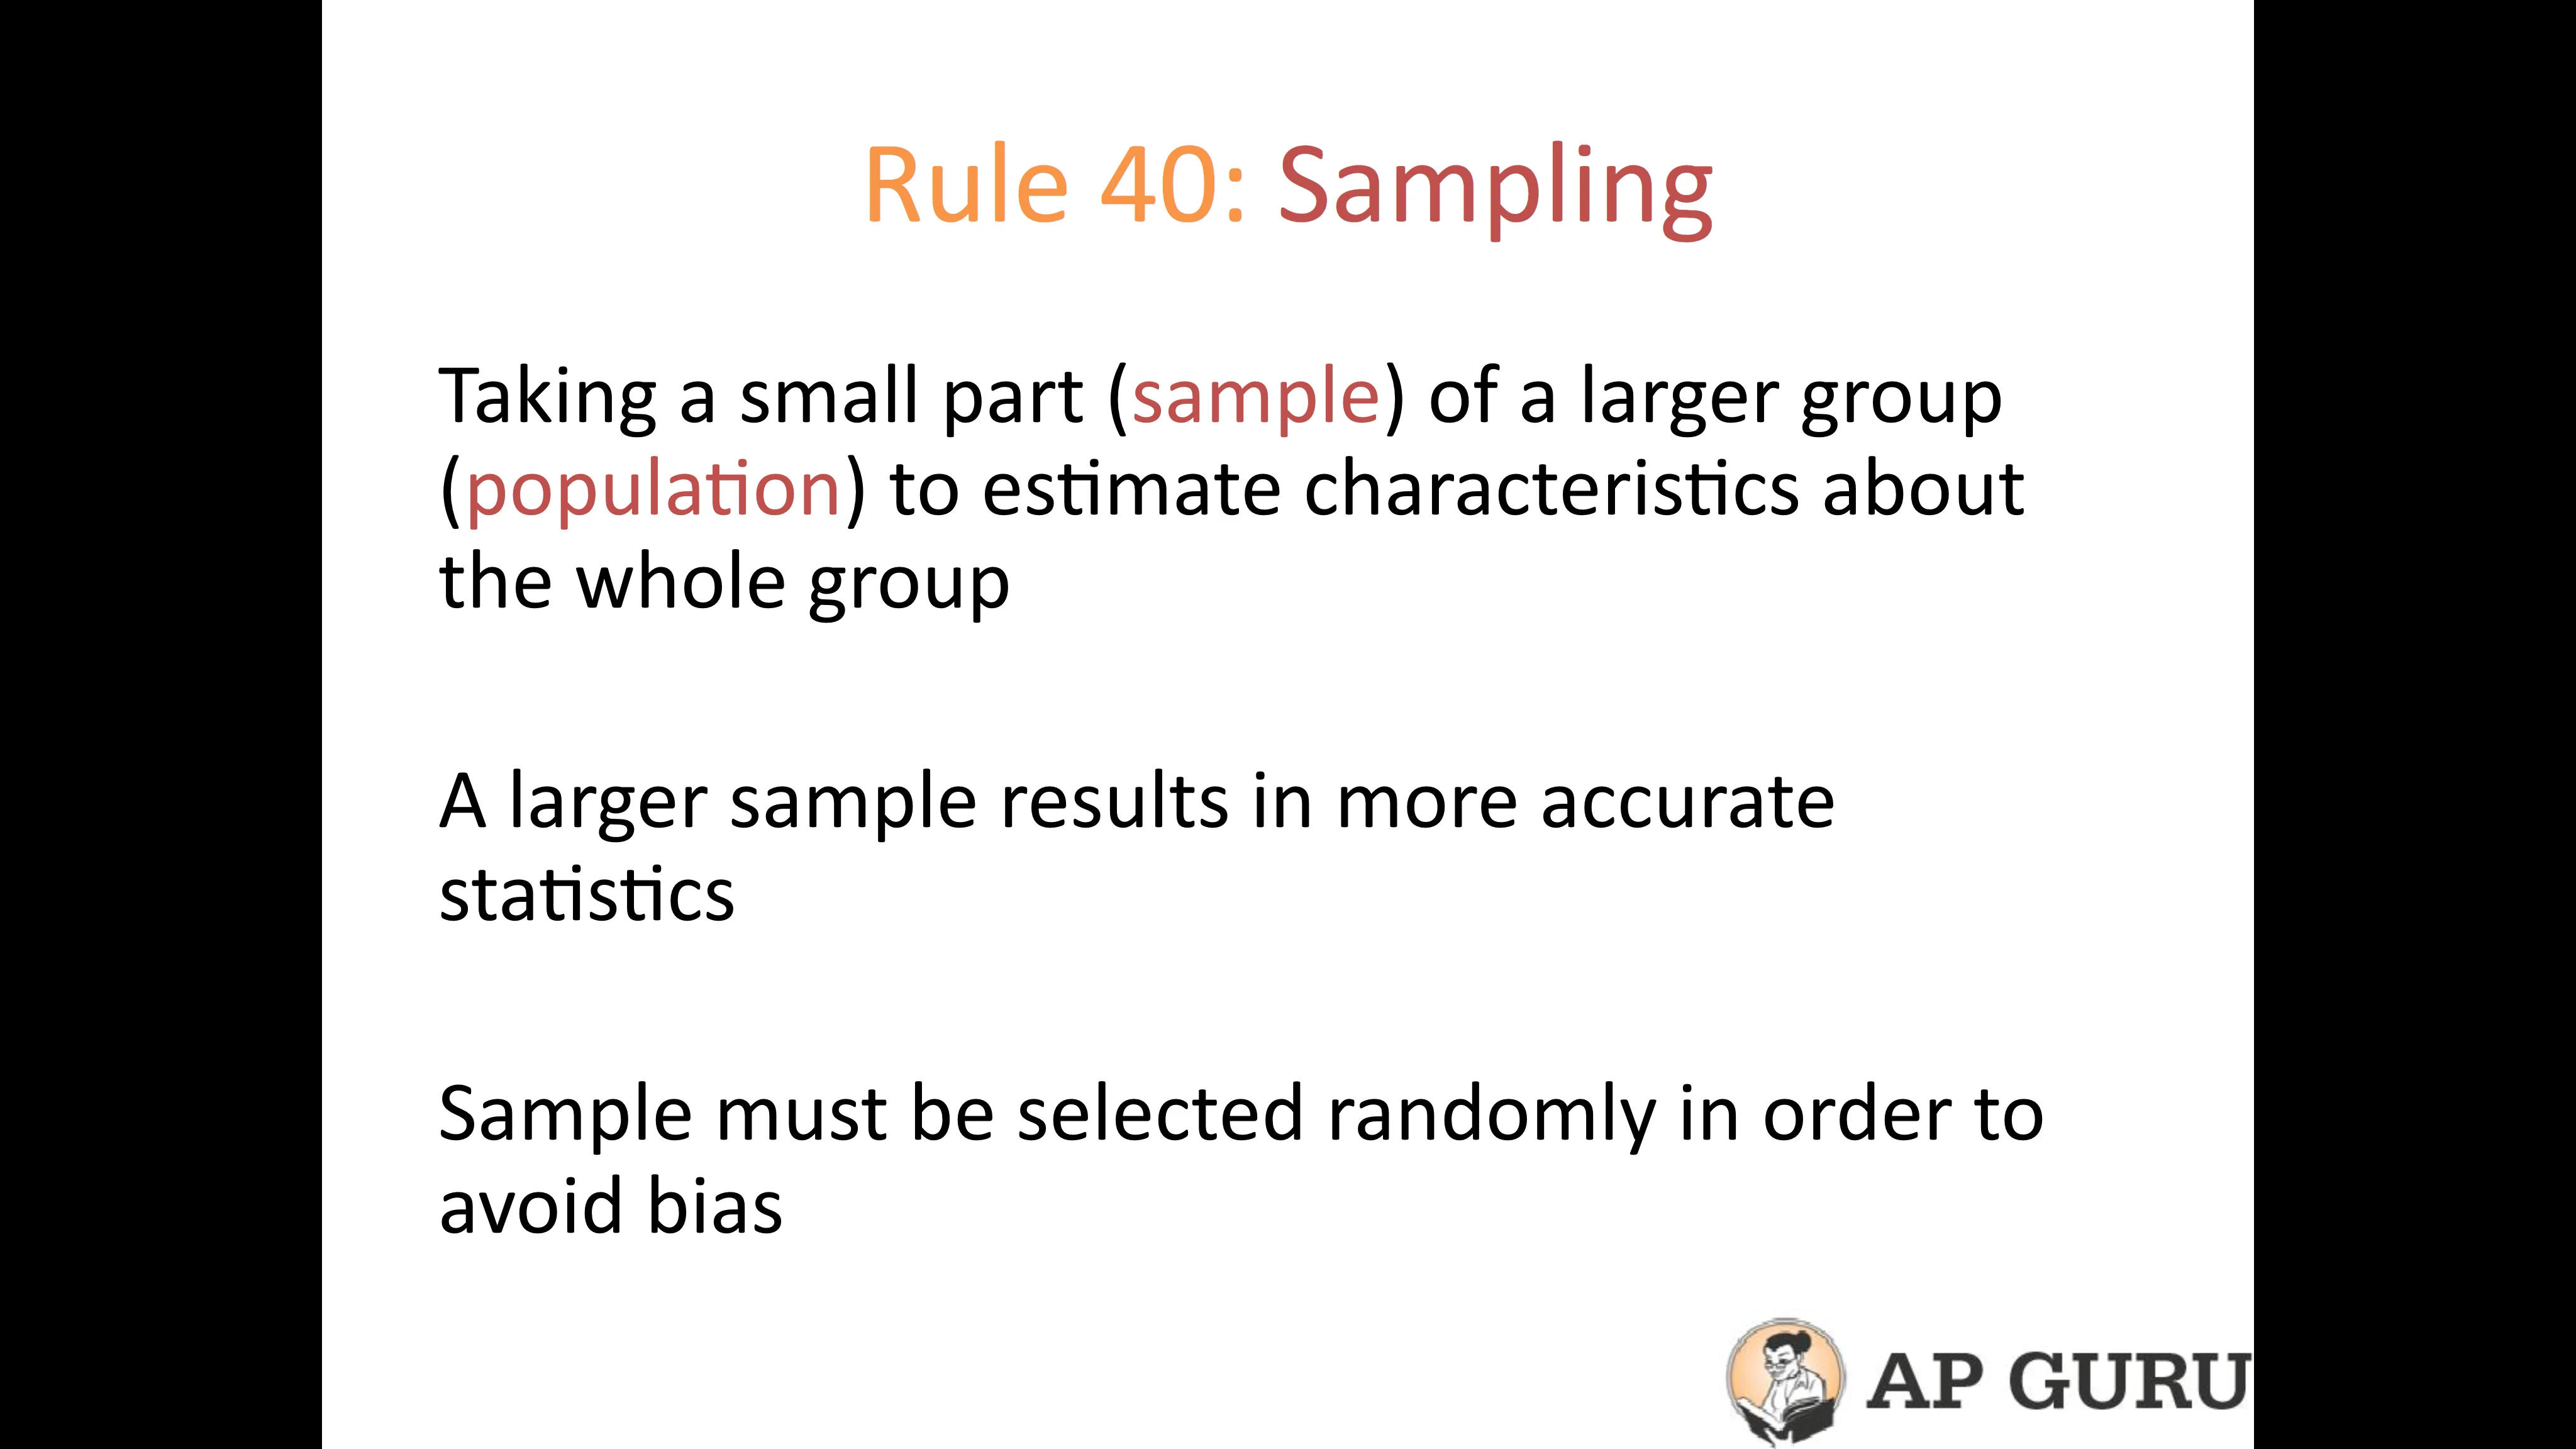 Rule 40: Sampling
Taking a small part (sample) of a larger group
(population) to estimate characteristics about
the whole group
A larger sample results in more accurate
statistics
Sample must be selected randomly in order to
avoid bias
AP GURU